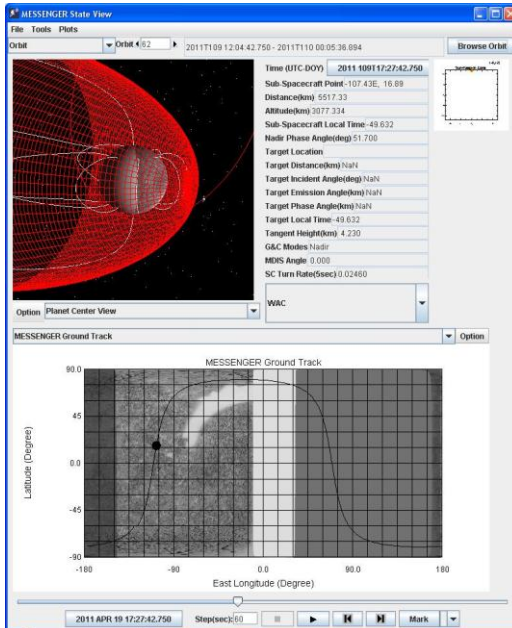 MESSENGER State View
File Tools Plots
Orbit Orbit 62 2011T109 12:04:42.750 - 2011T110 00:05:36.894 Browse Orbit
Time (UTC-DOY) 2011 109T17:27:42.750
Sub-Spacecraft Point -107.43E, 16.89
Distance(km) 5517.33
Altitude(km) 3077.334
Sub-Spacecraft Local Time -49.632
Nadir Phase Angle(deg) 51.700
Target Location
Target Distance(km) NaN
Target Incident Angle(deg) NaN
Target Emission Angle(km) NaN
Target Phase Angle(km) NaN
Target Local Time -49.632
Tangent Height(km) 4.230
G&C Modes Nadir
MDIS Angle 0.000
SC Turn Rate(5sec) 0.02460
WAC
Option Planet Center View
MESSENGER Ground Track Option
MESSENGER Ground Track
90.0
45
0.0
-45
-90
Latitude (Degree)
-180 -90 0.0 90.0 180
East Longitude (Degree)
2011 APR 19 17:27:42.750 Step(sec): 60 Mark